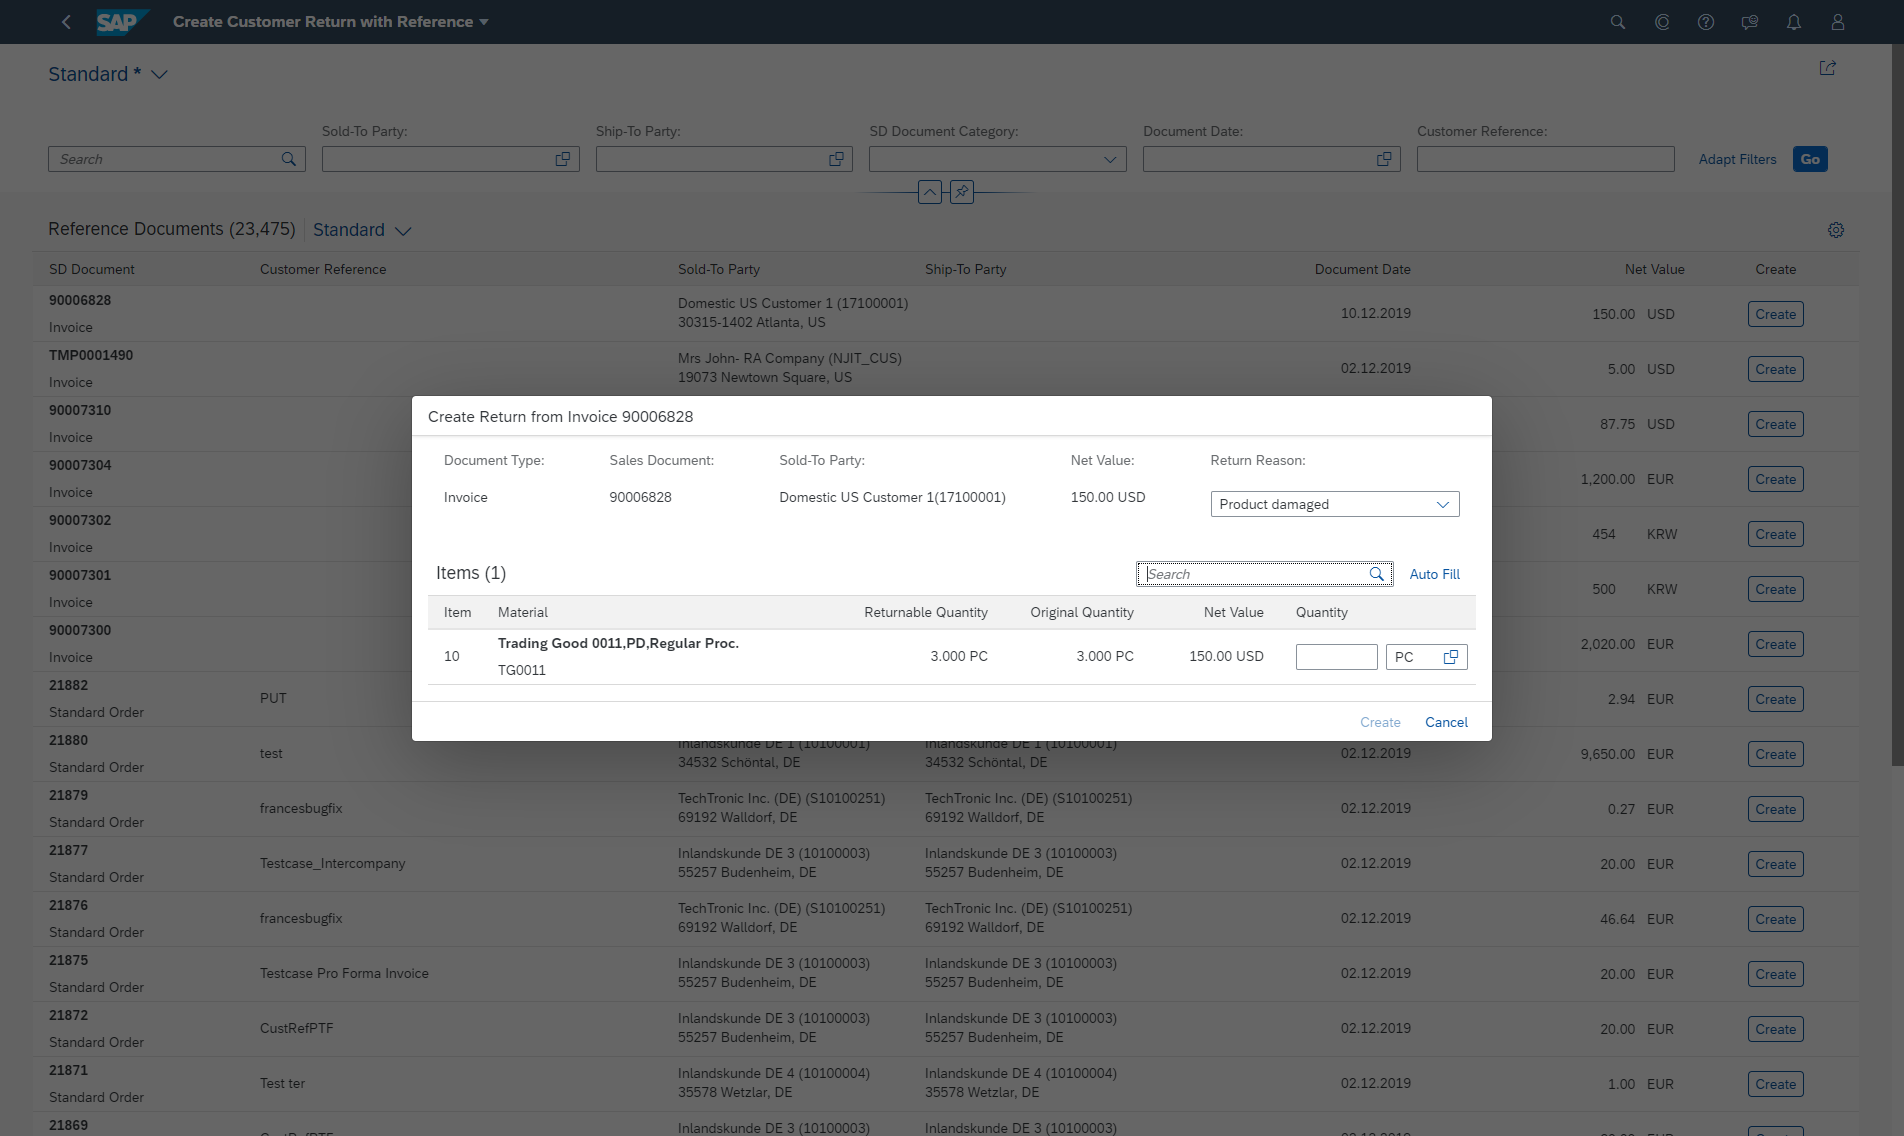 SAP Create Customer Return with Reference
Standard *
Sold-To Party: Ship-To Party: SD Document Category: Document Date: Customer Reference:
Search Adapt Filters Go
Reference Documents (23,475) Standard
SD Document Customer Reference Sold-To Party Ship-To Party Document Date Net Value Create
90006828
Invoice
Domestic US Customer 1 (17100001)
30315-1402 Atlanta, US
10.12.2019 150.00 USD Create
TMP0001490
Invoice
Mrs John- RA Company (NJIT_CUS)
19073 Newtown Square, US
02.12.2019 5.00 USD Create
90007310
Invoice
87.75 USD Create
90007304
Invoice
1,200.00 EUR Create
90007302
Invoice
454 KRW Create
90007301
Invoice
500 KRW Create
90007300
Invoice
2,020.00 EUR Create
21882
Standard Order
PUT
2.94 EUR Create
Create Return from Invoice 90006828
Document Type: Sales Document: Sold-To Party: Net Value: Return Reason:
Invoice 90006828 Domestic US Customer 1(17100001) 150.00 USD Product damaged
Items (1) Search Auto Fill
Item Material Returnable Quantity Original Quantity Net Value Quantity
10
Trading Good 0011,PD,Regular Proc.
TG0011
3.000 PC 3.000 PC 150.00 USD PC
Create Cancel
21880
Standard Order
test
Inlandskunde DE 1 (10100001)
34532 Schöntal, DE
Inlandskunde DE 1 (10100001)
34532 Schöntal, DE
02.12.2019 9,650.00 EUR Create
21879
Standard Order
francesbugfix
TechTronic Inc. (DE) (S10100251)
69192 Walldorf, DE
TechTronic Inc. (DE) (S10100251)
69192 Walldorf, DE
02.12.2019 0.27 EUR Create
21877
Standard Order
Testcase_Intercompany
Inlandskunde DE 3 (10100003)
55257 Budenheim, DE
Inlandskunde DE 3 (10100003)
55257 Budenheim, DE
02.12.2019 20.00 EUR Create
21876
Standard Order
francesbugfix
TechTronic Inc. (DE) (S10100251)
69192 Walldorf, DE
TechTronic Inc. (DE) (S10100251)
69192 Walldorf, DE
02.12.2019 46.64 EUR Create
21875
Standard Order
Testcase Pro Forma Invoice
Inlandskunde DE 3 (10100003)
55257 Budenheim, DE
Inlandskunde DE 3 (10100003)
55257 Budenheim, DE
02.12.2019 20.00 EUR Create
21872
Standard Order
CustRefPTF
Inlandskunde DE 3 (10100003)
55257 Budenheim, DE
Inlandskunde DE 3 (10100003)
55257 Budenheim, DE
02.12.2019 20.00 EUR Create
21871
Standard Order
Test ter
Inlandskunde DE 4 (10100004)
35578 Wetzlar, DE
Inlandskunde DE 4 (10100004)
35578 Wetzlar, DE
02.12.2019 1.00 EUR Create
21869
Inlandskunde DE 3 (10100003)
Inlandskunde DE 3 (10100003)